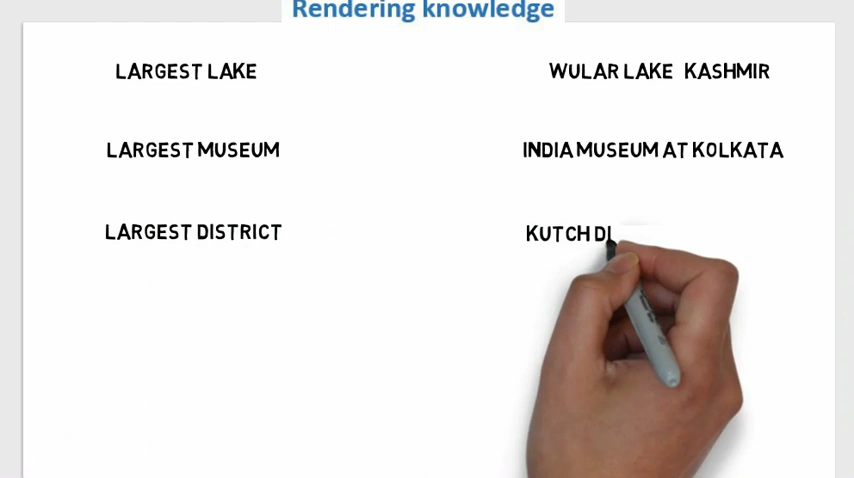 Rendering knowledge
LARGEST LAKE WULAR LAKE KASHMIR
LARGEST MUSEUM INDIA MUSEUM AT KOLKATA
LARGEST DISTRICT KUTCH DI